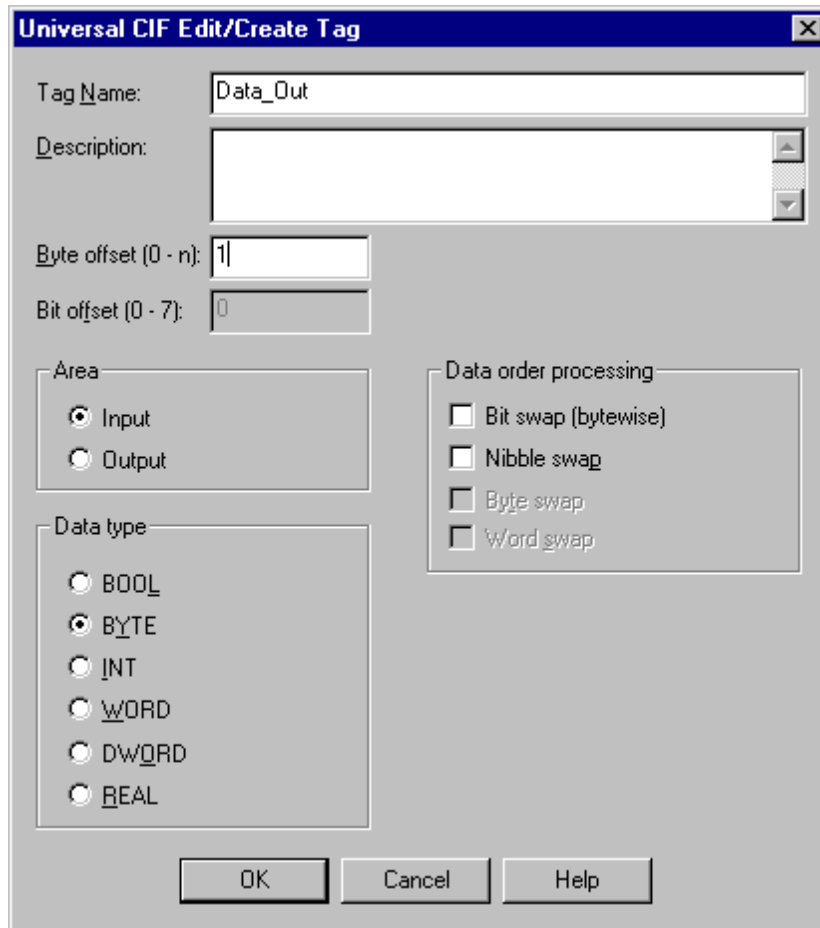 Universal CIF Edit/Create Tag
Tag Name: Data_Out
Description:
Byte offset (0 - n): 1
Bit offset (0 - 7): 0
Area
Input
Output
Data order processing
Bit swap (bytewise)
Nibble swap
Byte swap
Word swap
Data type
BOOL
BYTE
INT
WORD
DWORD
REAL
OK Cancel Help